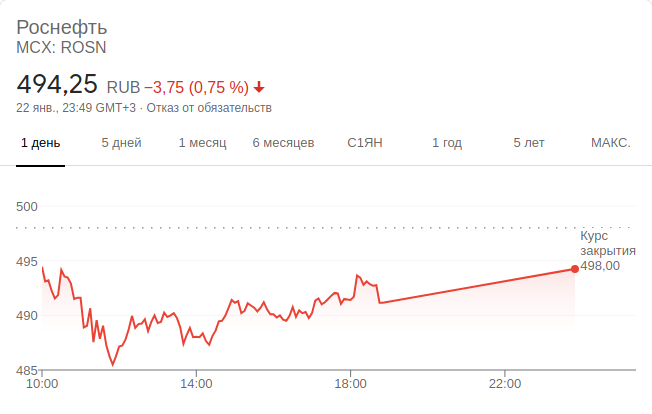 Роснефть
MCX: ROSN
494,25 RUB −3,75 (0,75 %)
22 янв., 23:49 GMT+3 · Отказ от обязательств
1 день 5 дней 1 месяц 6 месяцев С1ЯН 1 год 5 лет МАКС.
500
Курс
закрытия
498,00
495
490
485
10:00 14:00 18:00 22:00